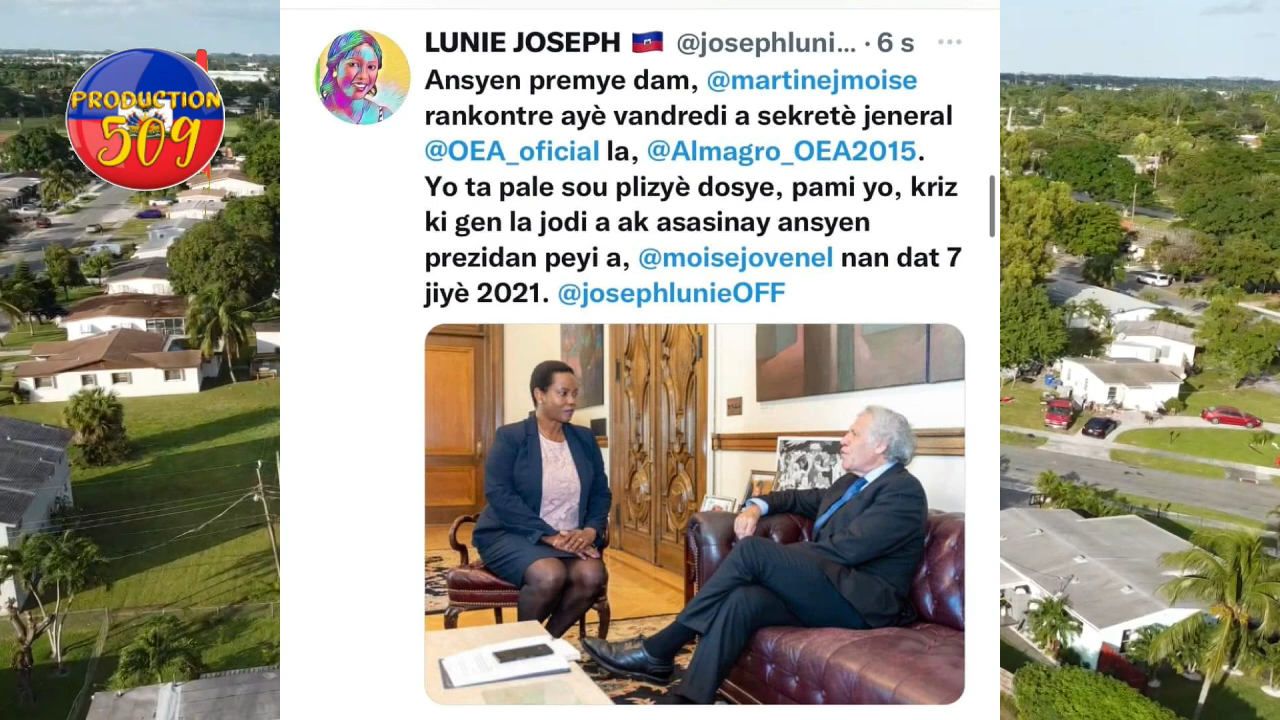 PRODUCTION
509
LUNIE JOSEPH 🇭🇹 @josephluni... · 6 s ...
Ansyen premye dam, @martinejmoise
rankontre ayè vandredi a sekretè jeneral
@OEA_oficial la, @Almagro_OEA2015.
Yo ta pale sou plizyè dosye, pami yo, kriz
ki gen la jodi a ak asasinay ansyen
prezidan peyi a, @moisejovenel nan dat 7
jiyè 2021. @josephlunieOFF